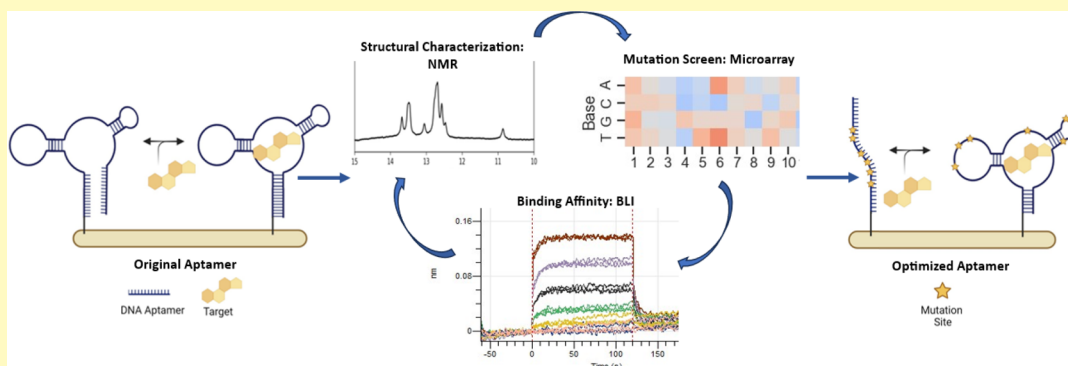 Structural Characterization:
NMR
15 14 13 12 11 10
Mutation Screen: Microarray
Base
A
C
G
T
1 2 3 4 5 6 7 8 9 10
Binding Affinity: BLI
nm
0.16
0.08
0
-50 0 50 100 150
Original Aptamer
DNA Aptamer
Target
Optimized Aptamer
Mutation
Site